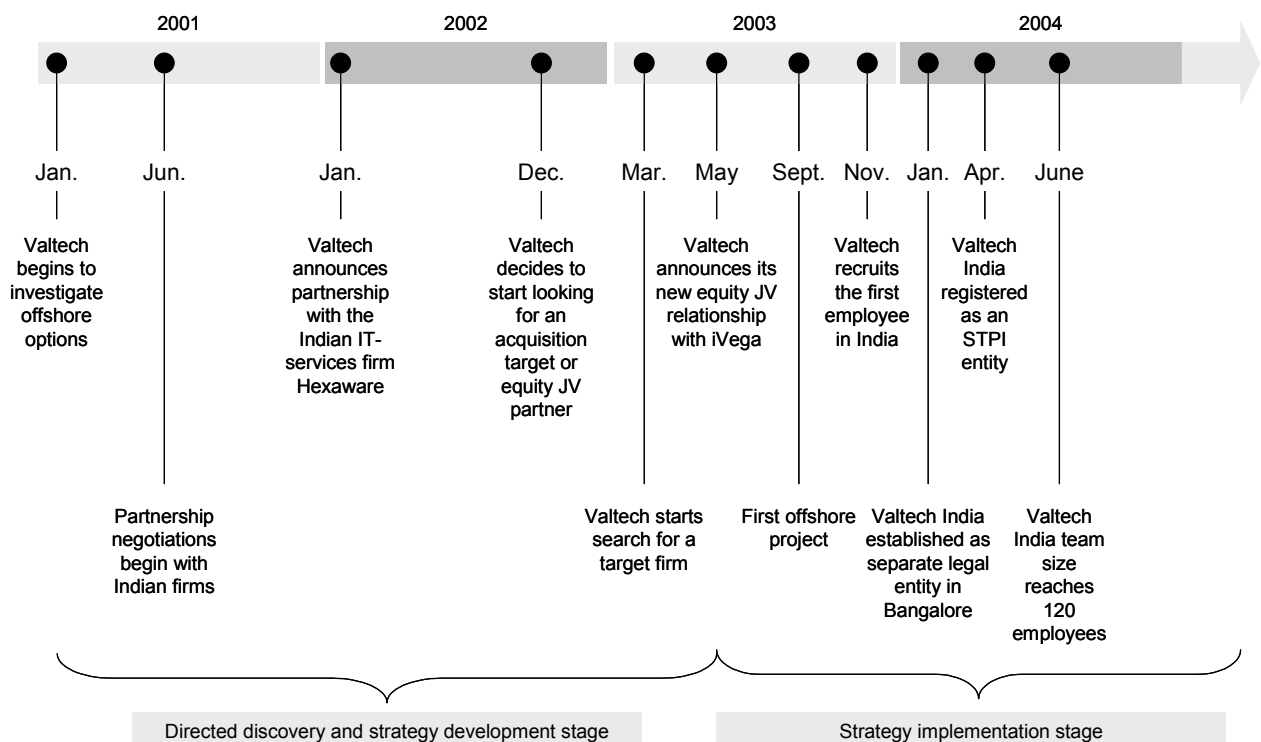 2001
2002
2003
2004
Jan.
Jun.
Jan.
Dec.
Mar.
May
Sept.
Nov.
Jan.
Apr.
June
Valtech
begins to
investigate
offshore
options
Valtech
announces
partnership
with the
Indian IT-
services firm
Hexaware
Valtech
decides to
start looking
for an
acquisition
target or
equity JV
partner
Valtech
announces its
new equity JV
relationship
with iVega
Valtech
recruits
the first
employee
in India
Valtech
India
registered
as an
STPI
entity
Partnership
negotiations
begin with
Indian firms
Valtech starts
search for a
target firm
First offshore
project
Valtech India
established as
separate legal
entity in
Bangalore
Valtech
India team
size
reaches
120
employees
Directed discovery and strategy development stage
Strategy implementation stage